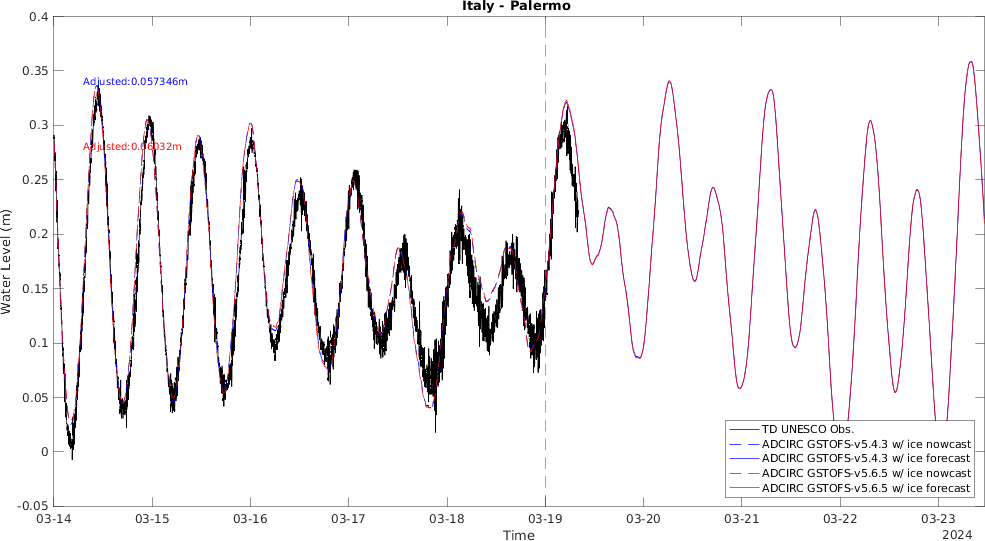 Italy - Palermo
Water Level (m)
0.4
0.35
0.3
0.25
0.2
0.15
0.1
0.05
0
-0.05
Adjusted:0.057346m
Adjusted:0.06032m
TD UNESCO Obs.
ADCIRC GSTOFS-v5.4.3 w/ ice nowcast
ADCIRC GSTOFS-v5.4.3 w/ ice forecast
ADCIRC GSTOFS-v5.6.5 w/ ice nowcast
ADCIRC GSTOFS-v5.6.5 w/ ice forecast
03-14 03-15 03-16 03-17 03-18 03-19 03-20 03-21 03-22 03-23
Time
2024